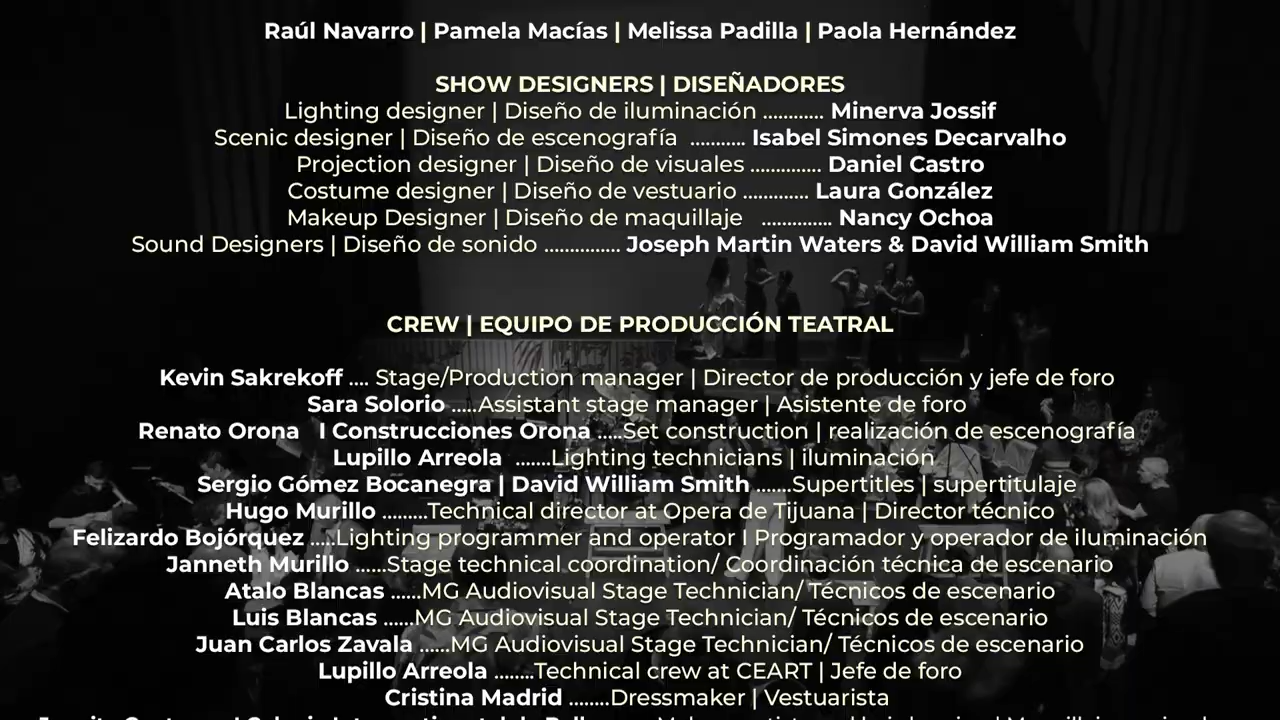 Raúl Navarro | Pamela Macías | Melissa Padilla | Paola Hernández
SHOW DESIGNERS | DISEÑADORES
Lighting designer | Diseño de iluminación ............ Minerva Jossif
Scenic designer | Diseño de escenografía ........... Isabel Simones Decarvalho
Projection designer | Diseño de visuales .............. Daniel Castro
Costume designer | Diseño de vestuario ............. Laura González
Makeup Designer | Diseño de maquillaje .............. Nancy Ochoa
Sound Designers | Diseño de sonido ............... Joseph Martin Waters & David William Smith
CREW | EQUIPO DE PRODUCCIÓN TEATRAL
Kevin Sakrekoff .... Stage/Production manager | Director de producción y jefe de foro
Sara Solorio .....Assistant stage manager | Asistente de foro
Renato Orona I Construcciones Orona .....Set construction | realización de escenografía
Lupillo Arreola .......Lighting technicians | iluminación
Sergio Gómez Bocanegra | David William Smith .......Supertitles | supertitulaje
Hugo Murillo .........Technical director at Opera de Tijuana | Director técnico
Felizardo Bojórquez .....Lighting programmer and operator I Programador y operador de iluminación
Janneth Murillo ......Stage technical coordination/ Coordinación técnica de escenario
Atalo Blancas ......MG Audiovisual Stage Technician/ Técnicos de escenario
Luis Blancas ......MG Audiovisual Stage Technician/ Técnicos de escenario
Juan Carlos Zavala ......MG Audiovisual Stage Technician/ Técnicos de escenario
Lupillo Arreola ........Technical crew at CEART | Jefe de foro
Cristina Madrid ........Dressmaker | Vestuarista